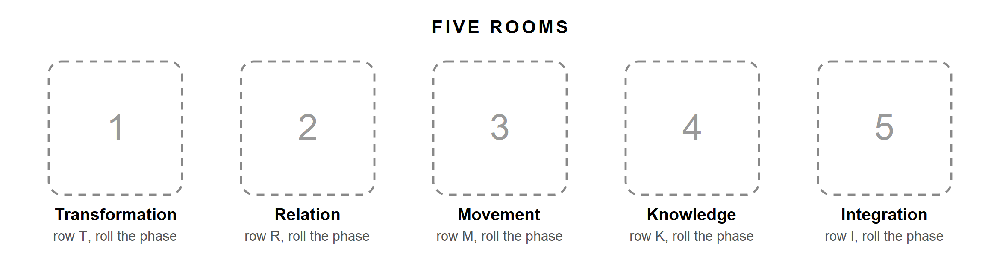 FIVE ROOMS
1
2
3
4
5
Transformation
row T, roll the phase
Relation
row R, roll the phase
Movement
row M, roll the phase
Knowledge
row K, roll the phase
Integration
row I, roll the phase